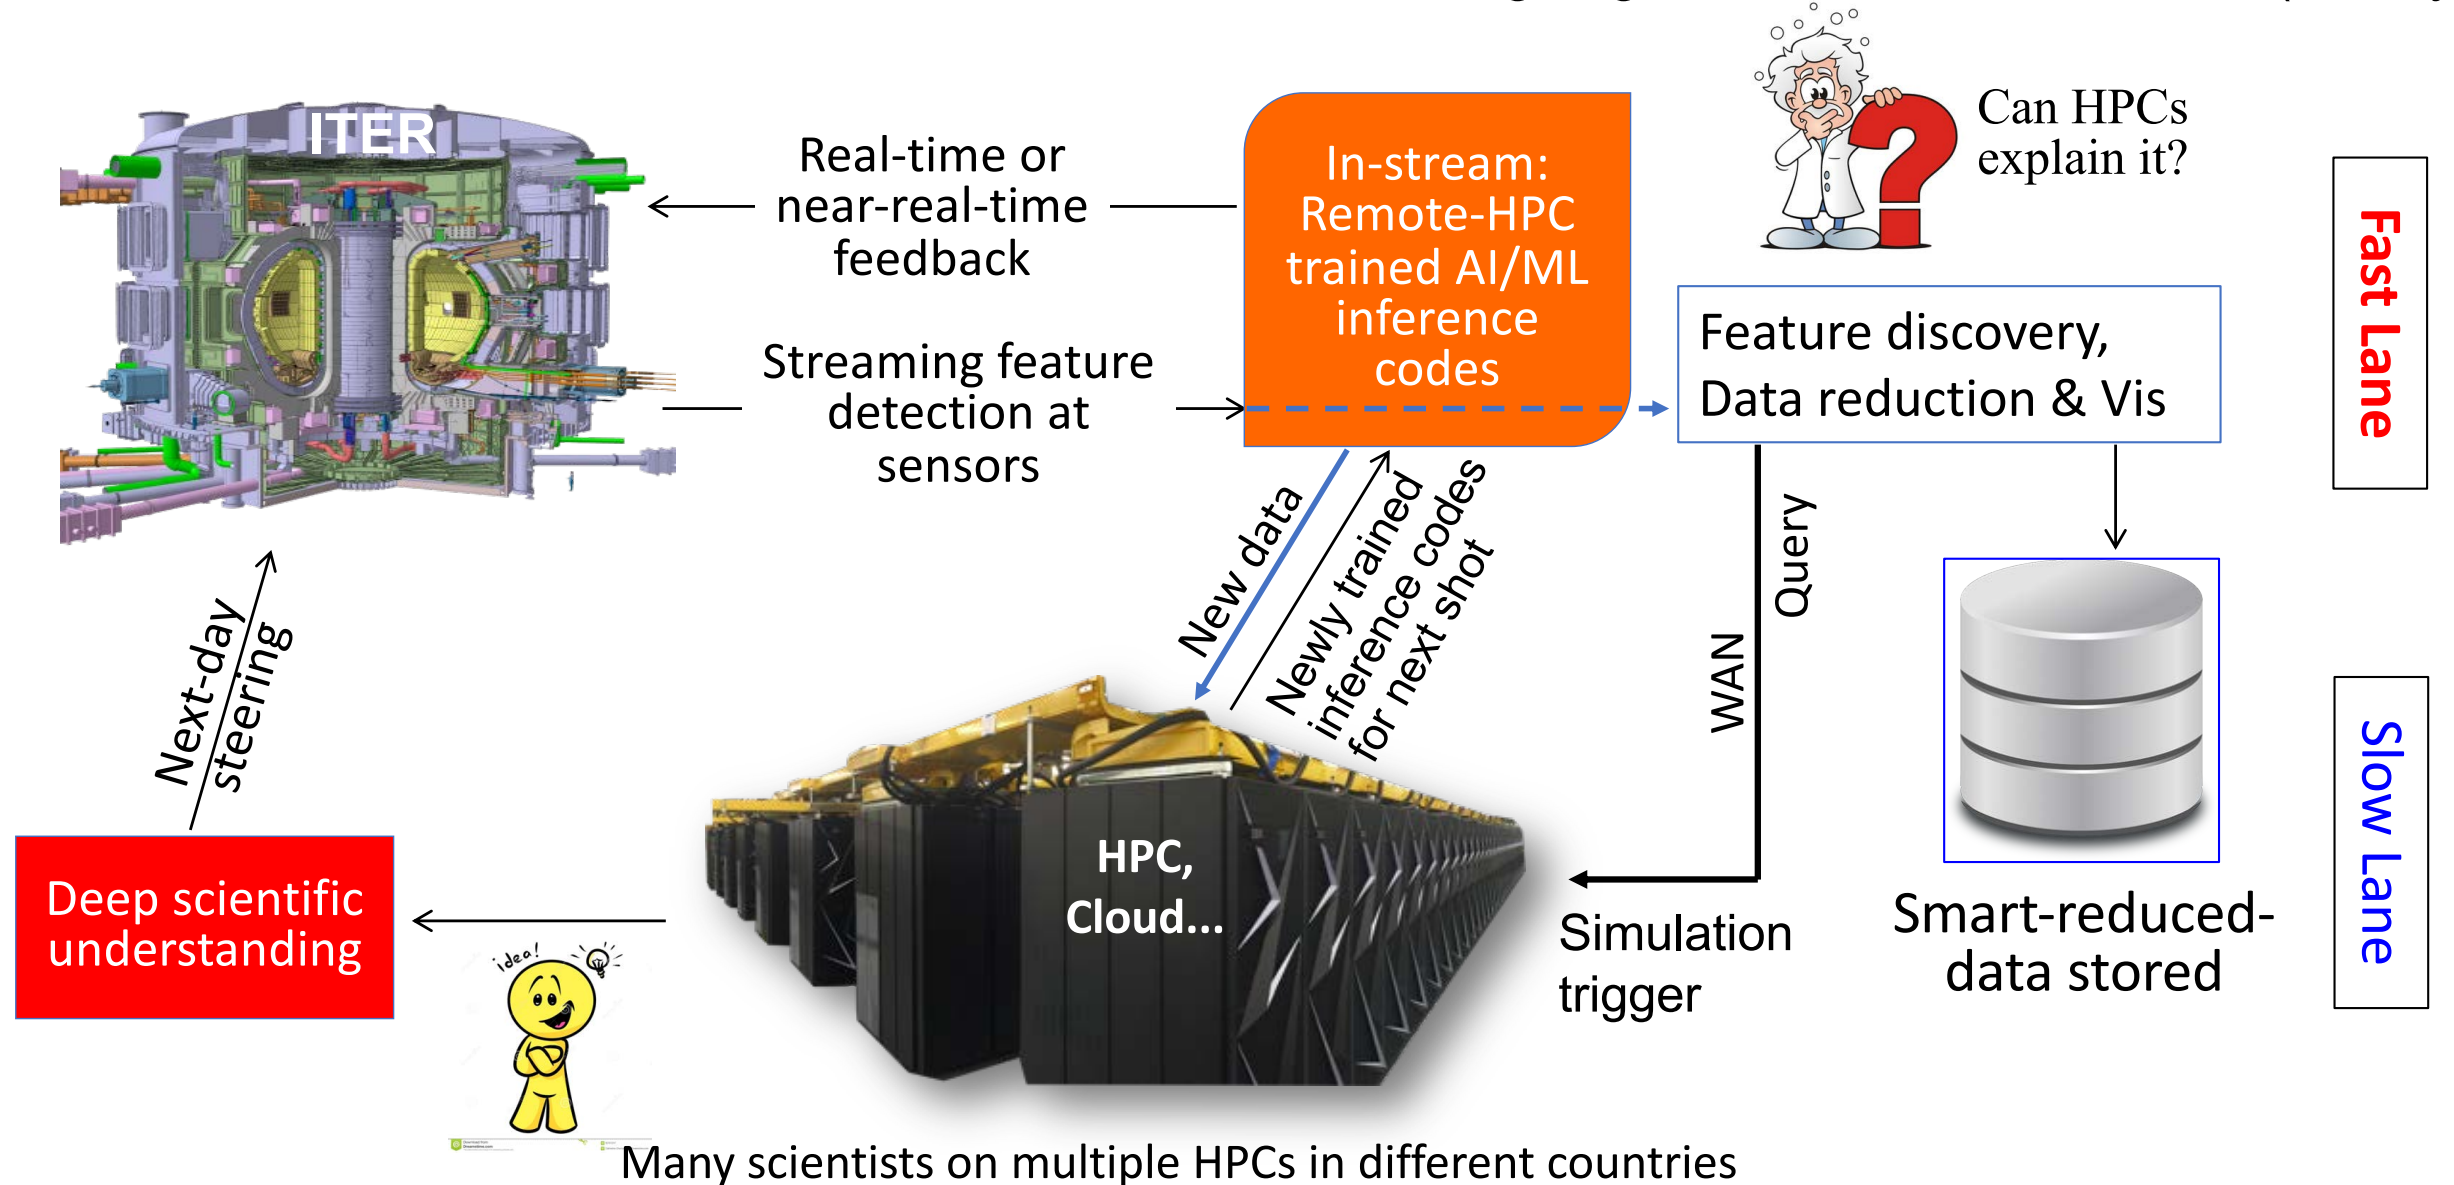 ITER
Real-time or
near-real-time
feedback
Streaming feature
detection at
sensors
In-stream:
Remote-HPC
trained AI/ML
inference
codes
Can HPCs
explain it?
Feature discovery,
Data reduction & Vis
Fast Lane
New data
Newly trained
inference codes
for next shot
Query
WAN
Next-day
steering
Slow Lane
HPC,
Cloud...
Deep scientific
understanding
idea!
Simulation
trigger
Smart-reduced-
data stored
Many scientists on multiple HPCs in different countries